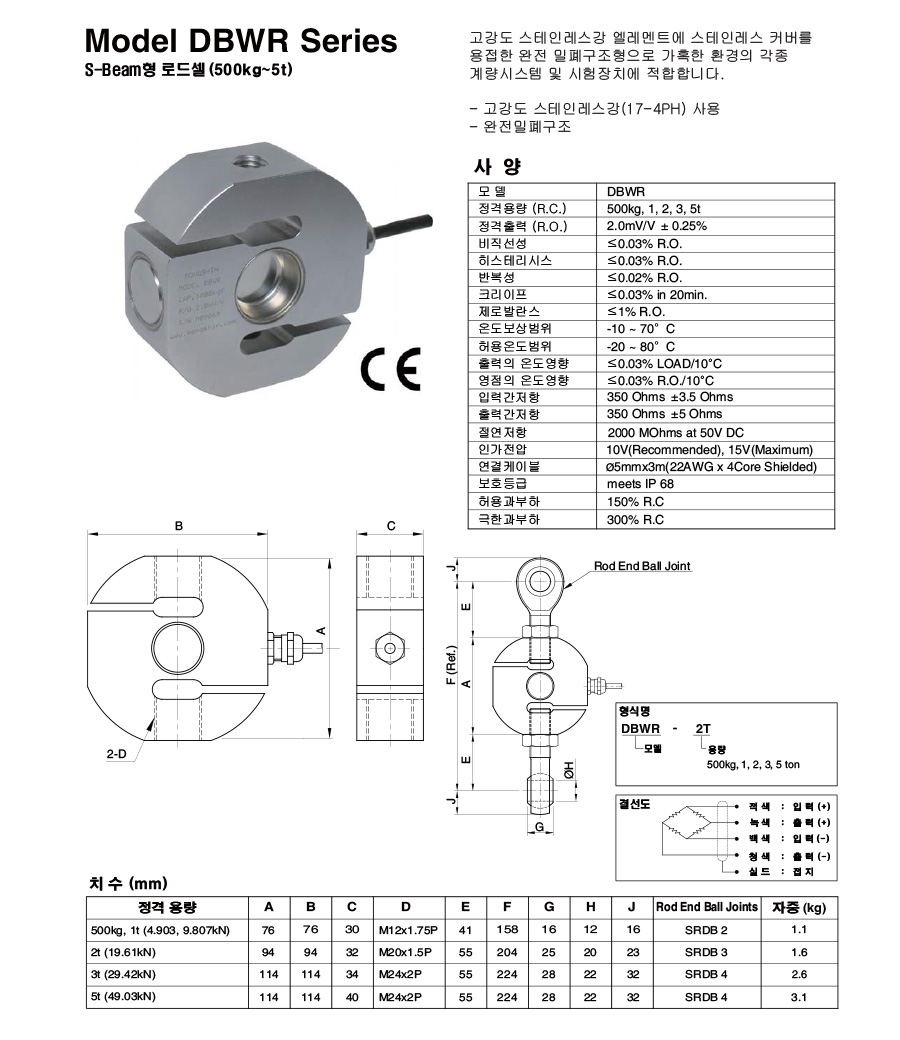 Model DBWR Series
S-Beam형 로드셀 (500kg~5t)
고강도 스테인레스강 엘레멘트에 스테인레스 커버를
용접한 완전 밀폐구조형으로 가혹한 환경의 각종
계량시스템 및 시험장치에 적합합니다.
- 고강도 스테인레스강(17-4PH) 사용
- 완전밀폐구조
사 양
모 델 DBWR
정격용량 (R.C.) 500kg, 1, 2, 3, 5t
정격출력 (R.O.) 2.0mV/V ± 0.25%
비직선성 ≤0.03% R.O.
히스테리시스 ≤0.03% R.O.
반복성 ≤0.02% R.O.
크리이프 ≤0.03% in 20min.
제로발란스 ≤1% R.O.
온도보상범위 -10 ~ 70° C
허용온도범위 -20 ~ 80° C
출력의 온도영향 ≤0.03% LOAD/10°C
영점의 온도영향 ≤0.03% R.O./10°C
입력간저항 350 Ohms ±3.5 Ohms
출력간저항 350 Ohms ±5 Ohms
절연저항 2000 MOhms at 50V DC
인가전압 10V(Recommended), 15V(Maximum)
연결케이블 Ø5mmx3m(22AWG x 4Core Shielded)
보호등급 meets IP 68
허용과부하 150% R.C
극한과부하 300% R.C
MODEL DBWR
CE
B
C
A
2-D
J
E
F (Ref.)
A
E
J
ØH
G
Rod End Ball Joint
형식명
DBWR - 2T
모델 용량
500kg, 1, 2, 3, 5 ton
결선도
적색 : 입력(+)
녹색 : 출력(+)
백색 : 입력(-)
청색 : 출력(-)
실드 : 접지
치 수 (mm)
정격 용량 A B C D E F G H J Rod End Ball Joints 자중 (kg)
500kg, 1t (4.903, 9.807kN) 76 76 30 M12x1.75P 41 158 16 12 16 SRDB 2 1.1
2t (19.61kN) 94 94 32 M20x1.5P 55 204 25 20 23 SRDB 3 1.6
3t (29.42kN) 114 114 34 M24x2P 55 224 28 22 32 SRDB 4 2.6
5t (49.03kN) 114 114 40 M24x2P 55 224 28 22 32 SRDB 4 3.1